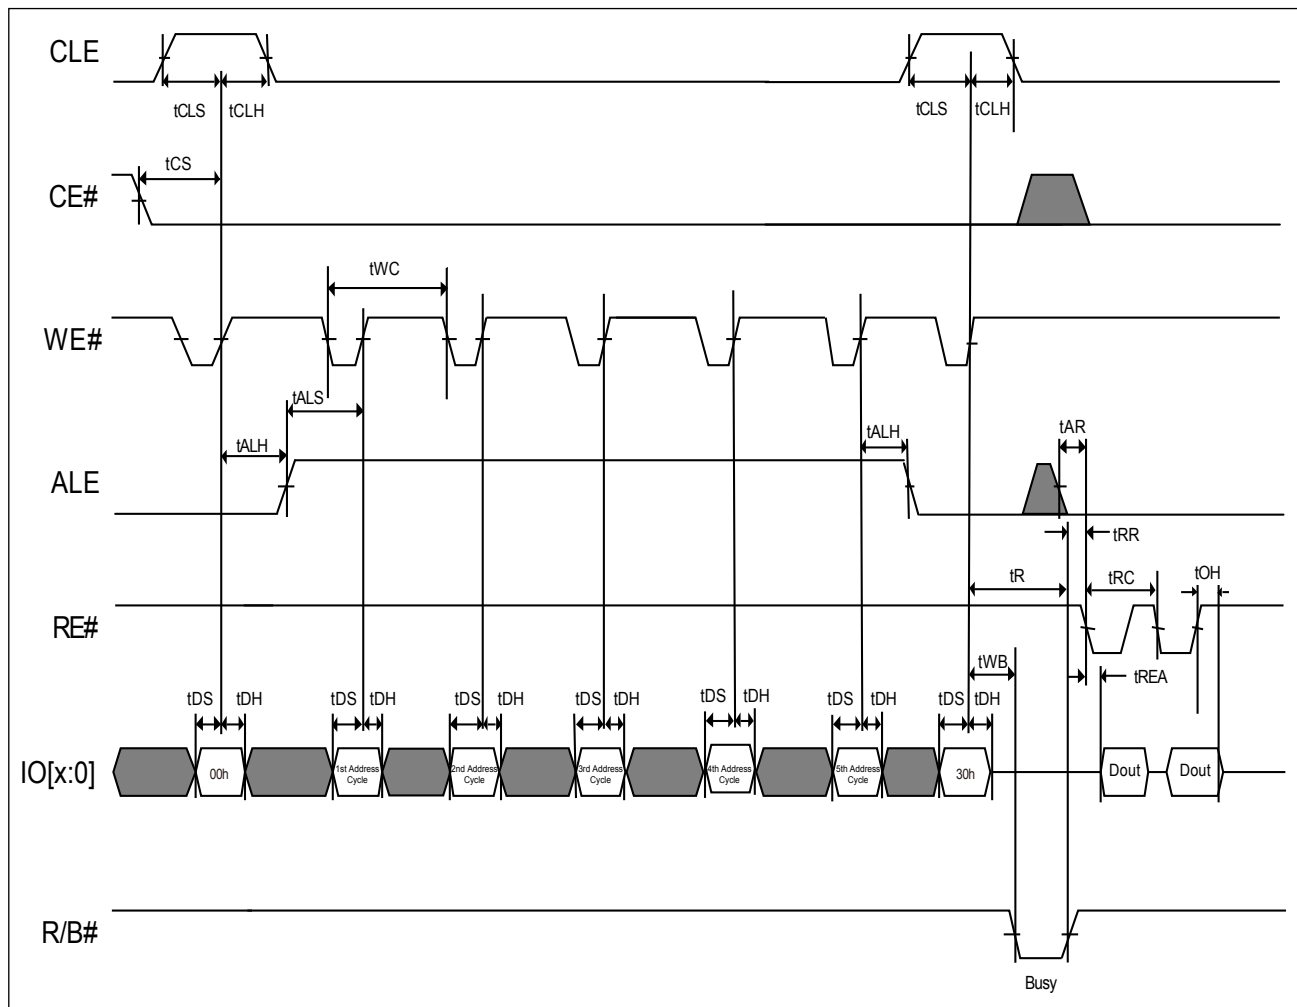 CLE
tCLS
tCLH
tCLS
tCLH
tCS
CE#
tWC
WE#
tALS
tALH
tALH
tAR
ALE
tRR
tR
tRC
tOH
RE#
tWB
tREA
tDS
tDH
tDS
tDH
tDS
tDH
tDS
tDH
tDS
tDH
tDS
tDH
tDS
tDH
IO[x:0]
00h
1st Address
Cycle
2nd Address
Cycle
3rd Address
Cycle
4th Address
Cycle
5th Address
Cycle
30h
Dout
Dout
R/B#
Busy